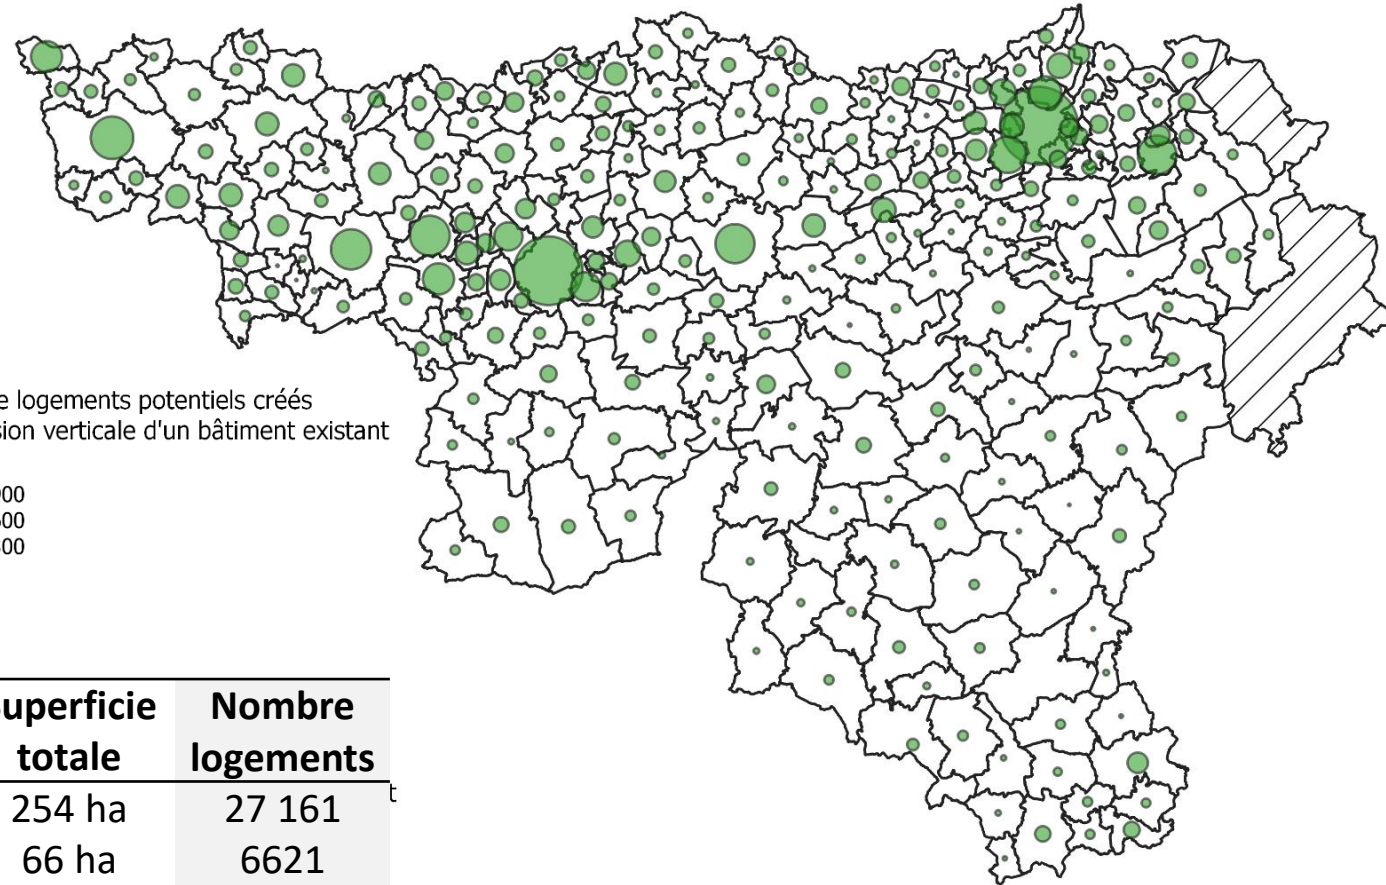 e logements potentiels créés
sion verticale d'un bâtiment existant
00
00
00
uperficie totale Nombre logements
t
254 ha 27 161
66 ha 6621